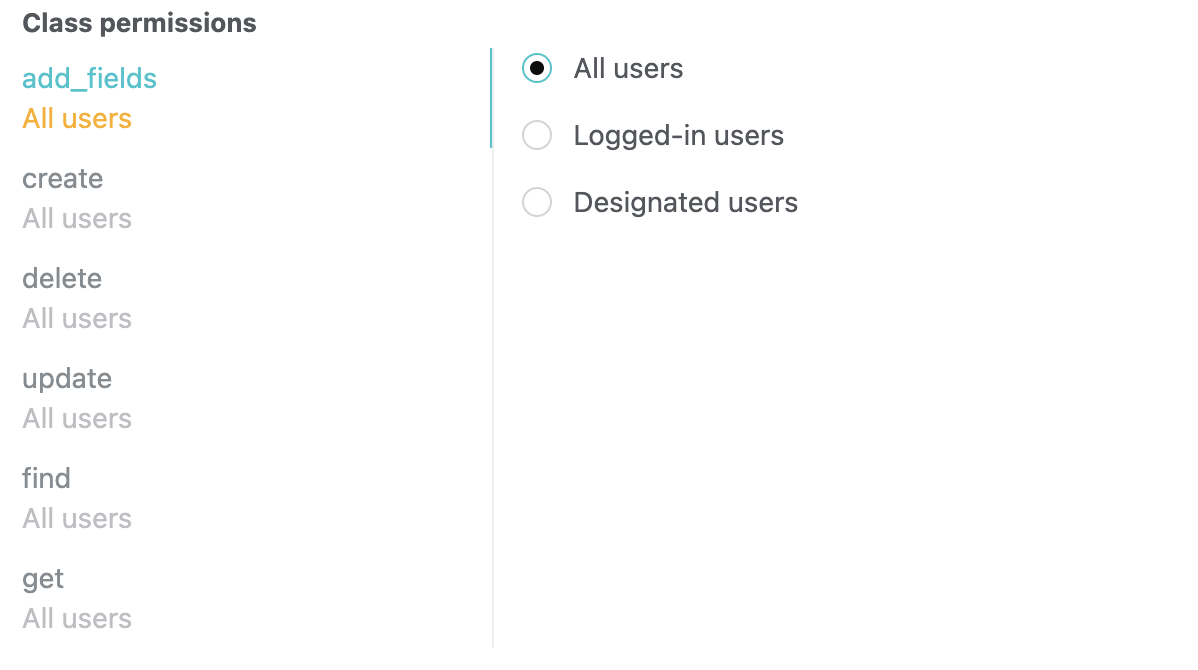 Class permissions
add_fields
All users
create
All users
delete
All users
update
All users
find
All users
get
All users
All users
Logged-in users
Designated users